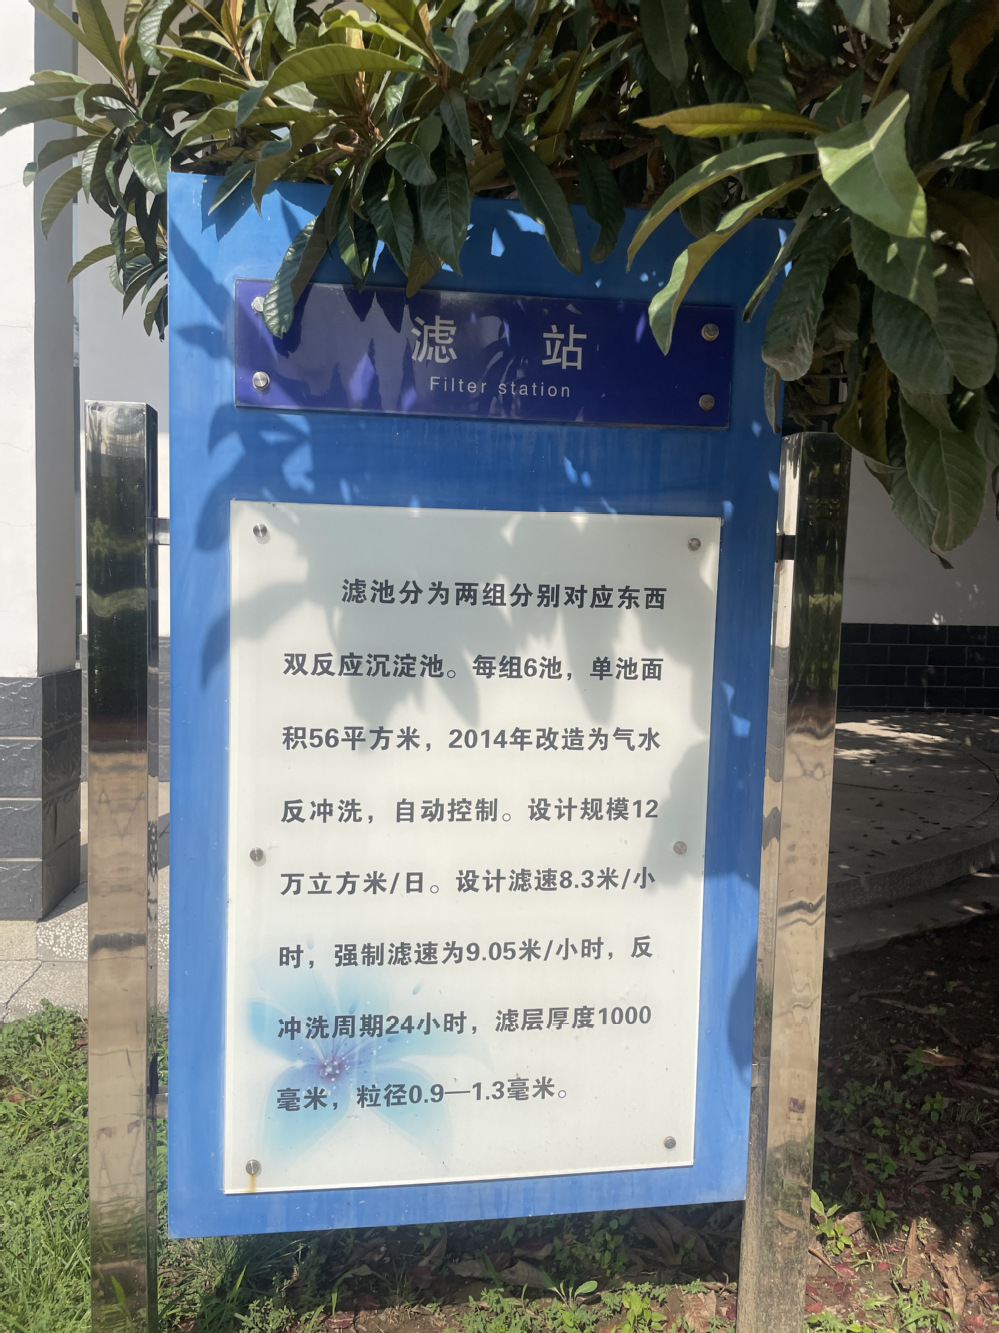 滤站
Filter station
滤池分为两组分别对应东西
双反应沉淀池。每组6池，单池面
积56平方米，2014年改造为气水
反冲洗，自动控制。设计规模12
万立方米/日。设计滤速8.3米/小
时，强制滤速为9.05米/小时，反
冲洗周期24小时，滤层厚度1000
毫米，粒径0.9—1.3毫米。